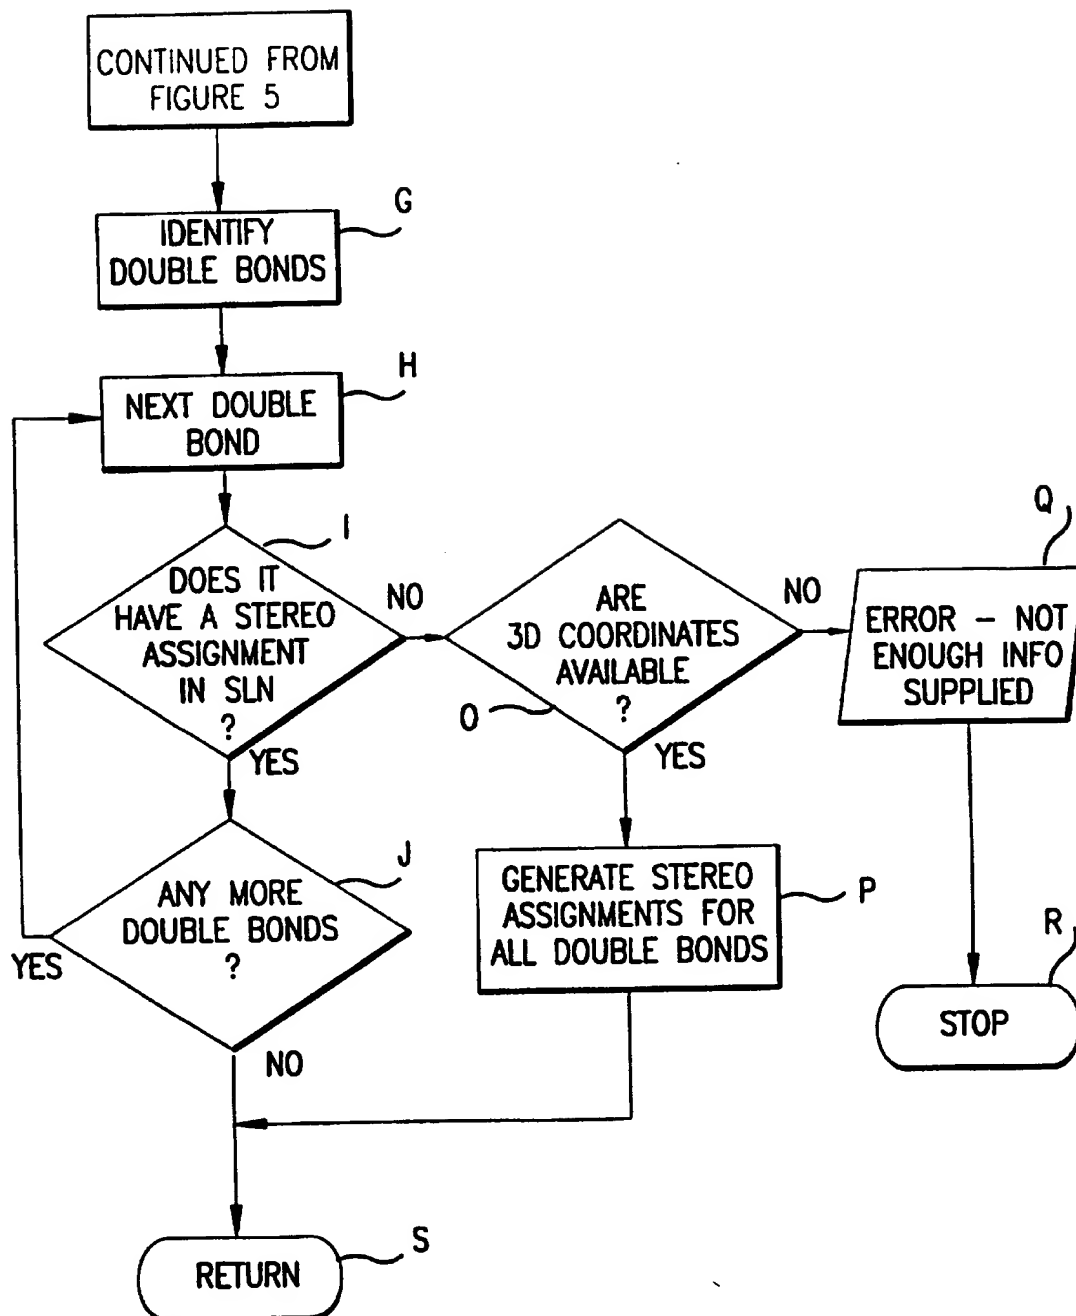 CONTINUED FROM
FIGURE 5
G
IDENTIFY
DOUBLE BONDS
H
NEXT DOUBLE
BOND
I
DOES IT
HAVE A STEREO
ASSIGNMENT
IN SLN
?
NO
YES
ARE
3D COORDINATES
AVAILABLE
?
O
NO
YES
Q
ERROR – NOT
ENOUGH INFO
SUPPLIED
J
ANY MORE
DOUBLE BONDS
?
YES
NO
GENERATE STEREO
ASSIGNMENTS FOR
ALL DOUBLE BONDS
P
R
STOP
S
RETURN